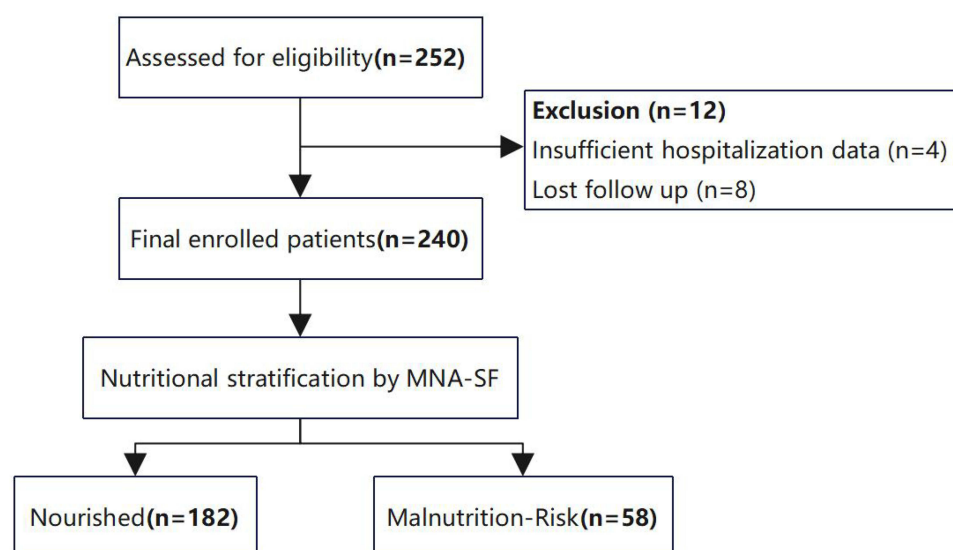 Assessed for eligibility(n=252)
Exclusion (n=12)
Insufficient hospitalization data (n=4)
Lost follow up (n=8)
Final enrolled patients(n=240)
Nutritional stratification by MNA-SF
Nourished(n=182)
Malnutrition-Risk(n=58)